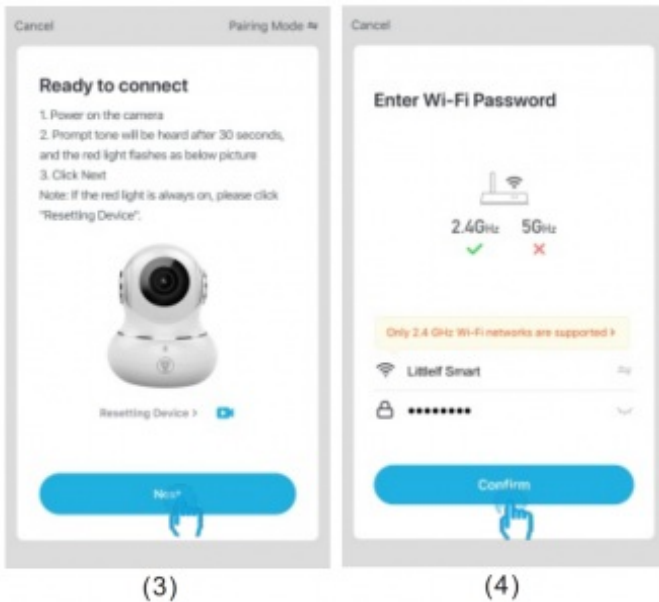 Cancel
Pairing Mode
Ready to connect
1. Power on the camera
2. Prompt tone will be heard after 30 seconds,
and the red light flashes as below picture
3. Click Next
Note: If the red light is always on, please click
"Resetting Device".
Resetting Device >
Next
(3)
Cancel
Enter Wi-Fi Password
2.4GHz 5GHz
Only 2.4 GHz Wi-Fi networks are supported >
Littlelf Smart
••••••••
Confirm
(4)